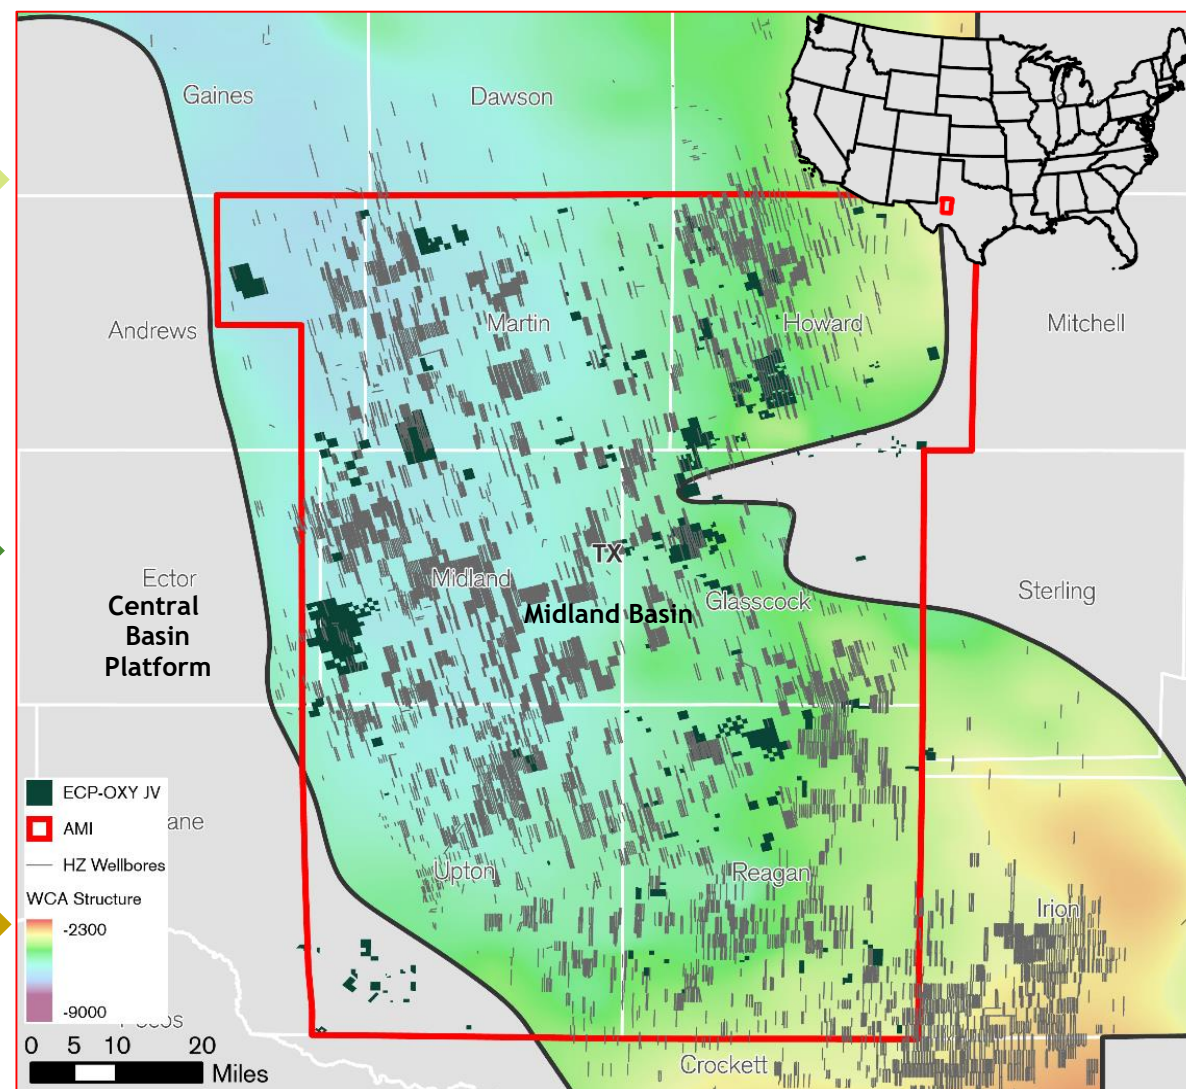 Gaines
Dawson
Andrews
Martin
Howard
Mitchell
TX
Ector
Midland
Glasscock
Sterling
Central
Basin
Platform
Midland Basin
Upton
Reagan
Irion
Crockett
ECP-OXY JV
AMI
HZ Wellbores
WCA Structure
-2300
-9000
0 5 10 20
Miles